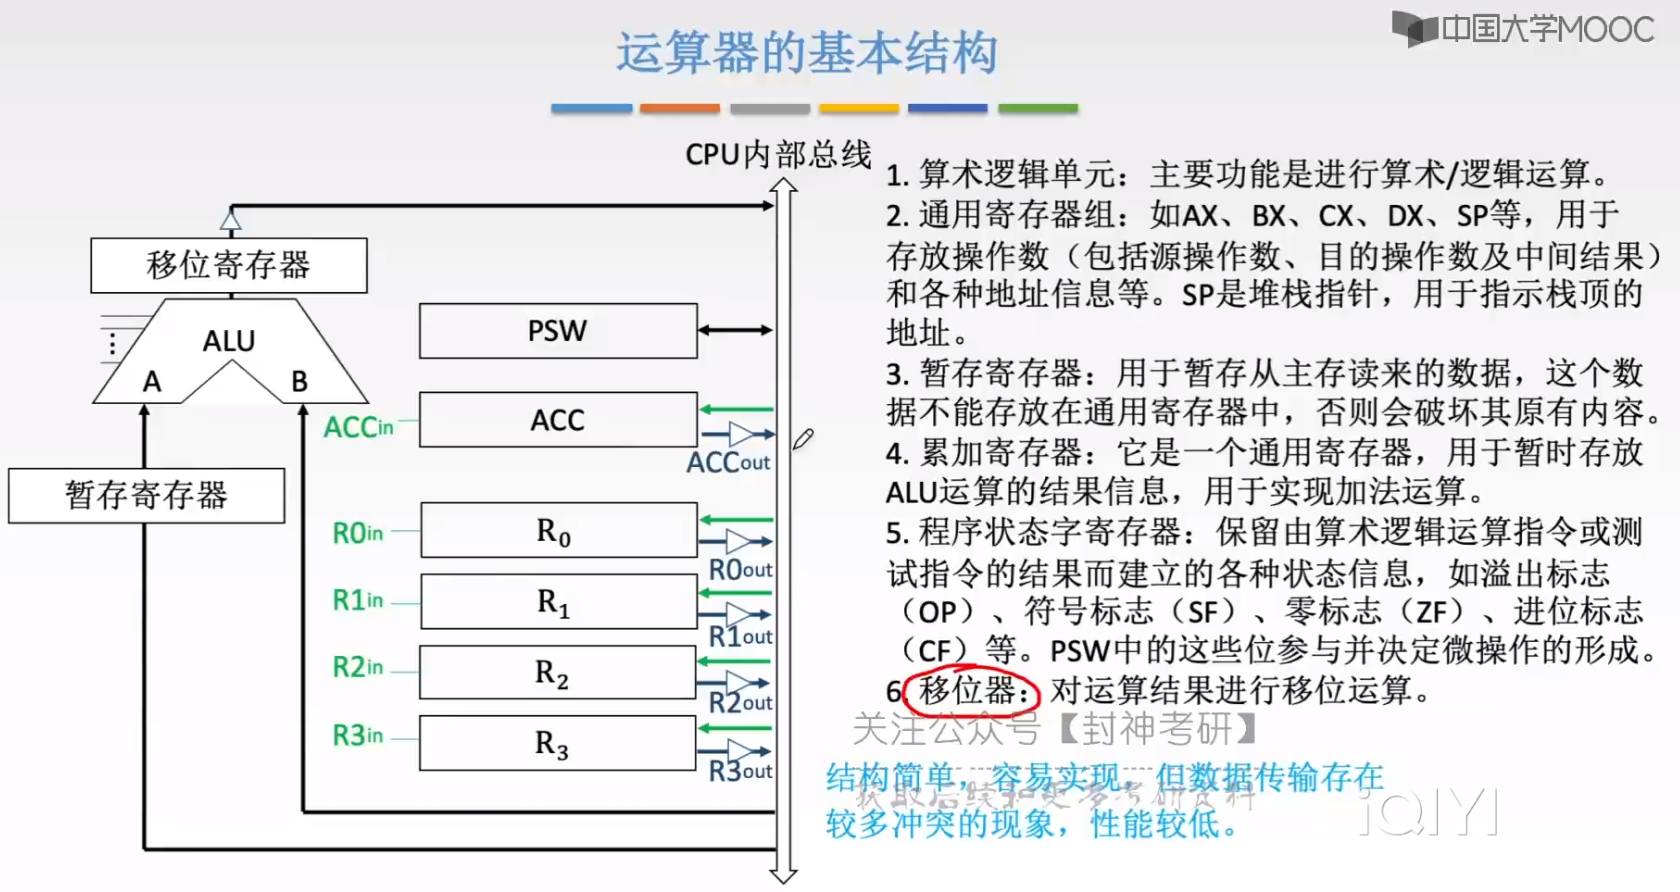 中国大学MOOC
运算器的基本结构
CPU内部总线
移位寄存器
ALU
A
B
暂存寄存器
PSW
ACC
ACCin
ACCout
R0
R0in
R0out
R1
R1in
R1out
R2
R2in
R2out
R3
R3in
R3out
1. 算术逻辑单元：主要功能是进行算术/逻辑运算。
2. 通用寄存器组：如AX、BX、CX、DX、SP等，用于
存放操作数（包括源操作数、目的操作数及中间结果）
和各种地址信息等。SP是堆栈指针，用于指示栈顶的
地址。
3. 暂存寄存器：用于暂存从主存读来的数据，这个数
据不能存放在通用寄存器中，否则会破坏其原有内容。
4. 累加寄存器：它是一个通用寄存器，用于暂时存放
ALU运算的结果信息，用于实现加法运算。
5. 程序状态字寄存器：保留由算术逻辑运算指令或测
试指令的结果而建立的各种状态信息，如溢出标志
（OP）、符号标志（SF）、零标志（ZF）、进位标志
（CF）等。PSW中的这些位参与并决定微操作的形成。
6. 移位器：对运算结果进行移位运算。
关注公众号【封神考研】
获取后续和更多考研资料
结构简单，容易实现，但数据传输存在
较多冲突的现象，性能较低。
iQIYI